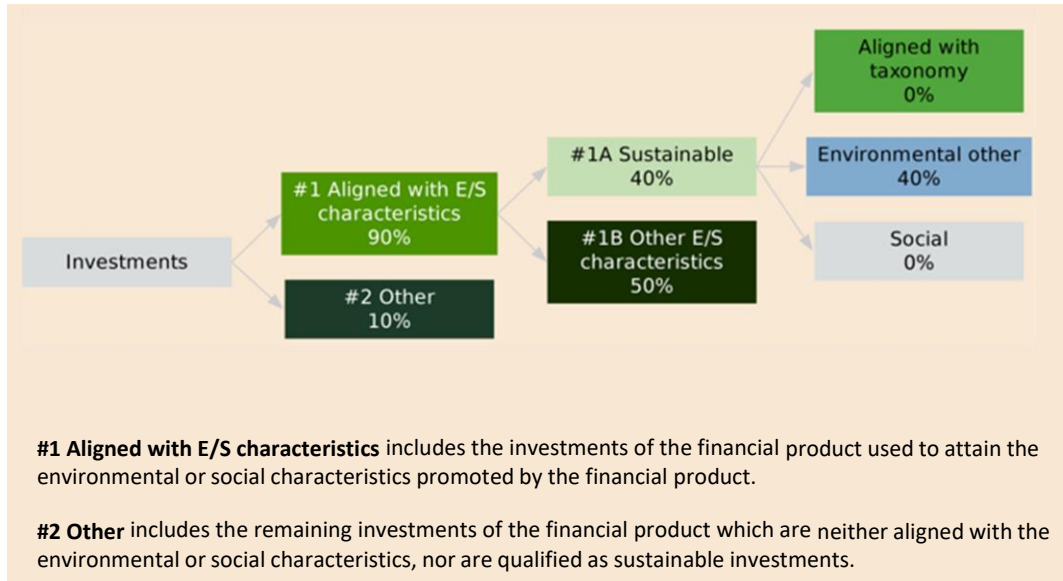 Investments
#1 Aligned with E/S
characteristics
90%
#2 Other
10%
#1A Sustainable
40%
#1B Other E/S
characteristics
50%
Aligned with
taxonomy
0%
Environmental other
40%
Social
0%
#1 Aligned with E/S characteristics includes the investments of the financial product used to attain the
environmental or social characteristics promoted by the financial product.
#2 Other includes the remaining investments of the financial product which are neither aligned with the
environmental or social characteristics, nor are qualified as sustainable investments.